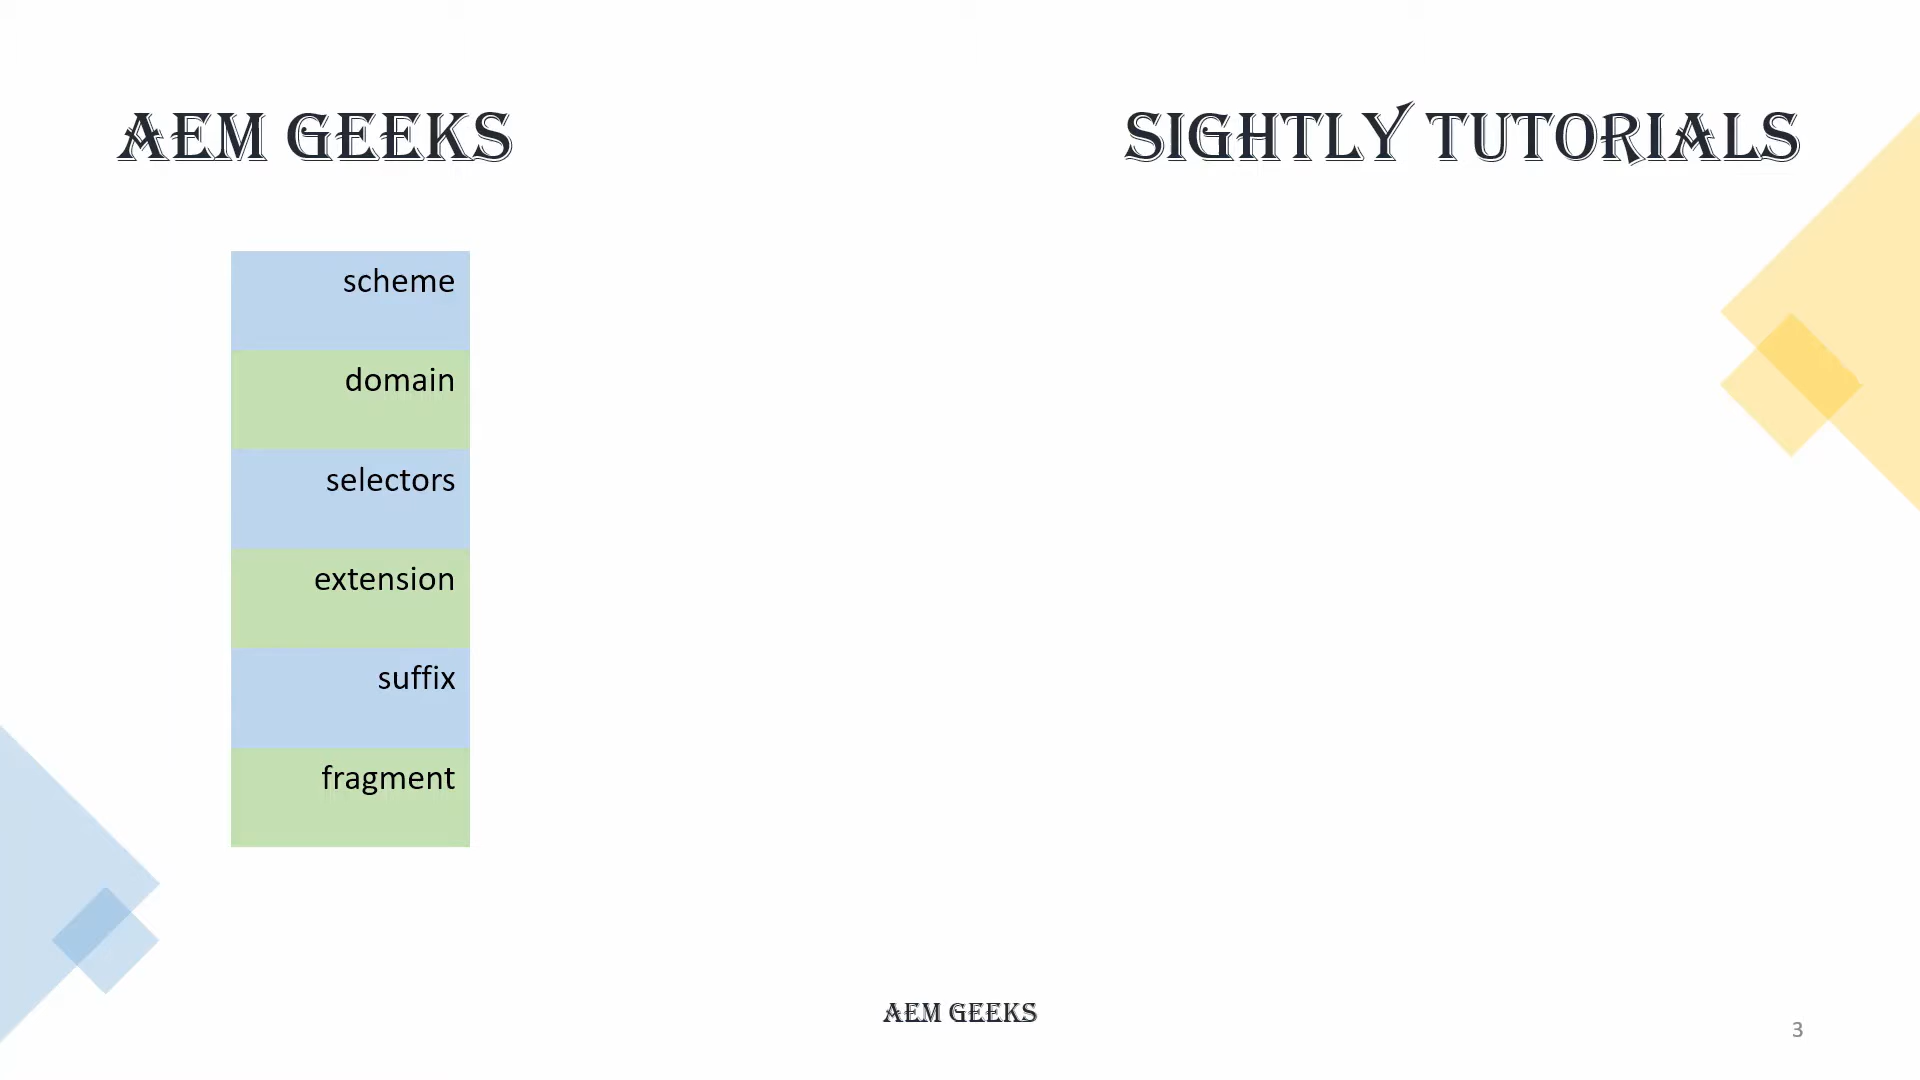 AEM GEEKS
SIGHTLY TUTORIALS
scheme
domain
selectors
extension
suffix
fragment
AEM GEEKS
3